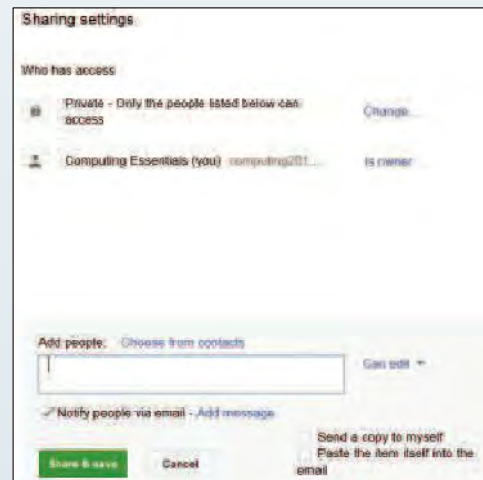 Sharing settings
Who has access
Private - Only the people listed below can
access
Change...
Computing Essentials (you) computing201...
Is owner
Add people: Choose from contacts
Can edit
Notify people via email - Add message
Send a copy to myself
Paste the item itself into the
email
Share & save
Cancel